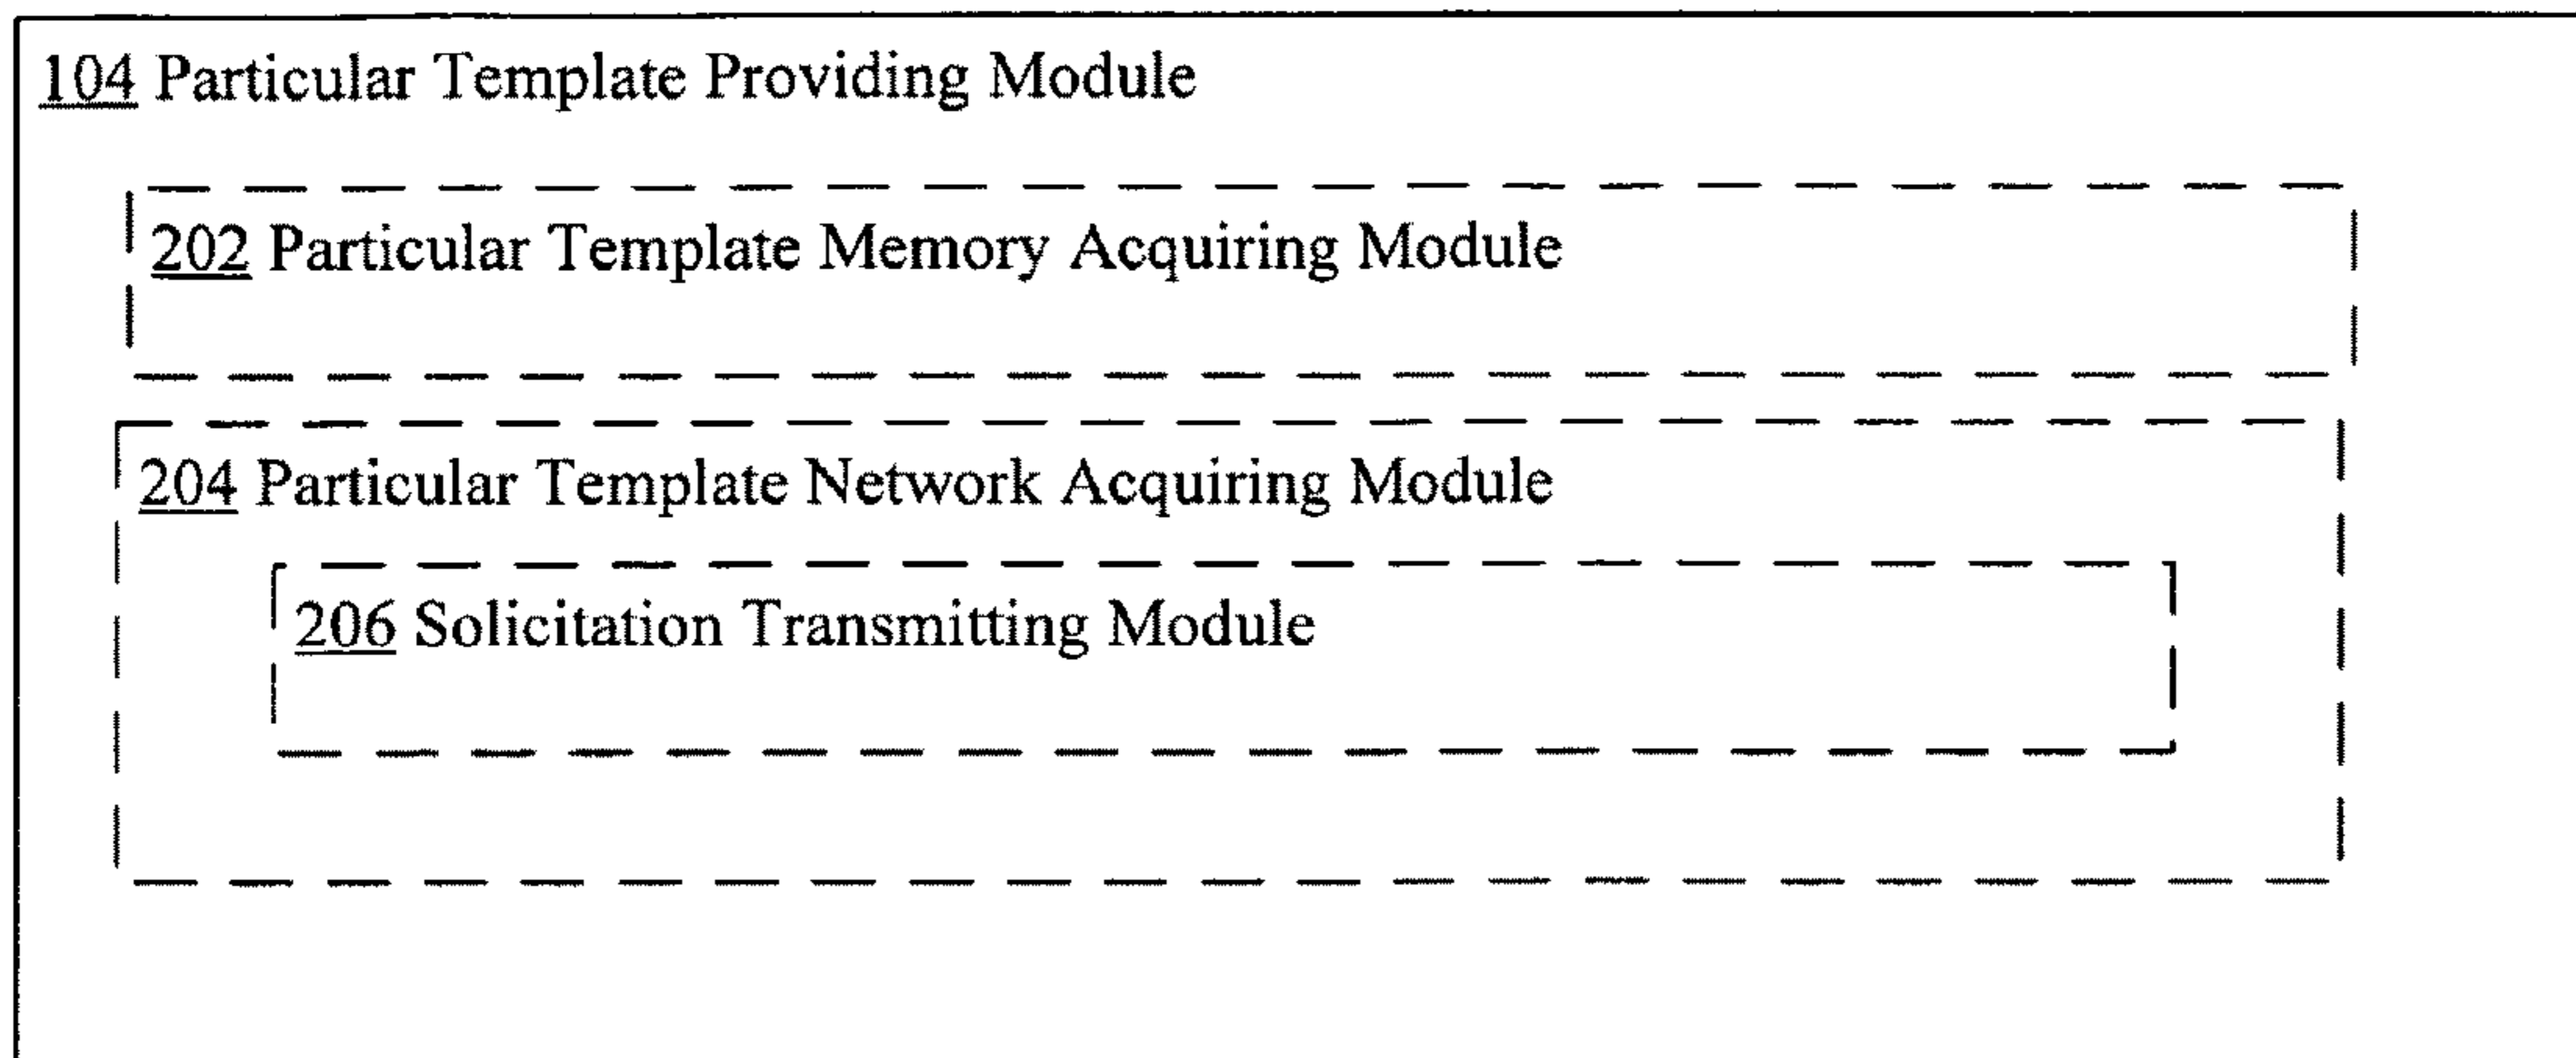 104 Particular Template Providing Module
202 Particular Template Memory Acquiring Module
204 Particular Template Network Acquiring Module
206 Solicitation Transmitting Module